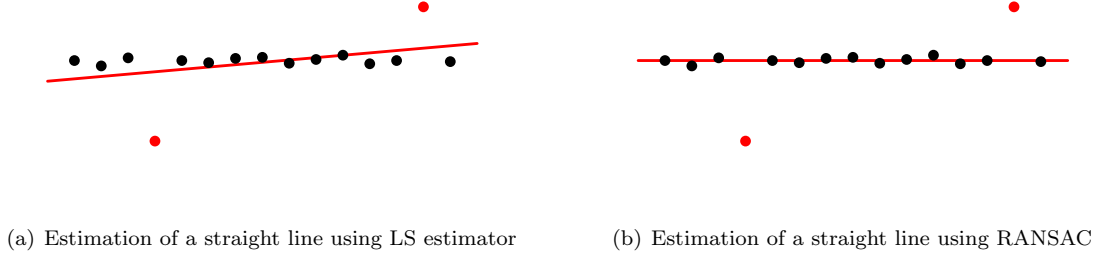 (a) Estimation of a straight line using LS estimator
(b) Estimation of a straight line using RANSAC